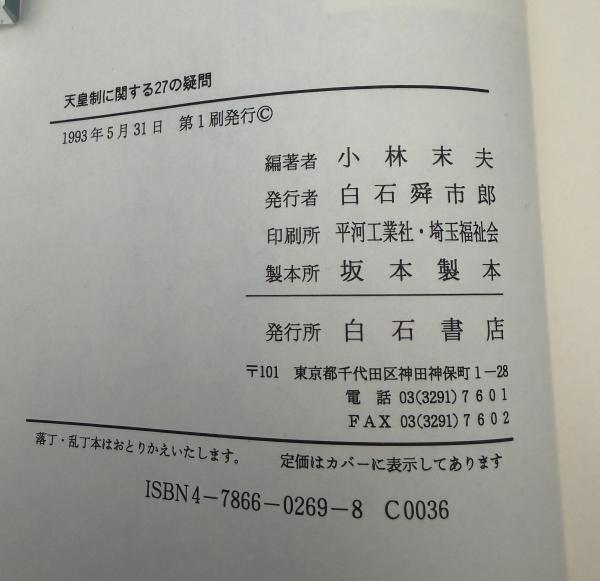 天皇制に関する27の疑問
1993年5月31日 第1刷発行©
編著者 小林末夫
発行者 白石舜市郎
印刷所 平河工業社・埼玉福祉会
製本所 坂本製本
発行所 白石書店
〒101 東京都千代田区神田神保町1－28
電話 03(3291)7601
FAX 03(3291)7602
落丁・乱丁本はおとりかえいたします。 定価はカバーに表示してあります
ISBN4-7866-0269-8 C0036